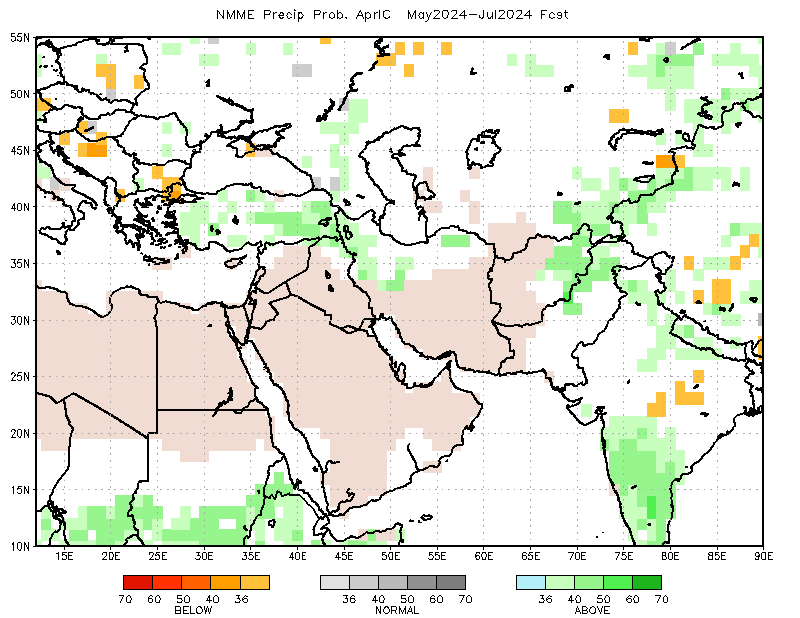 NMME Precip Prob. AprIC May2024-Jul2024 Fcst
55N
50N
45N
40N
35N
30N
25N
20N
15N
10N
15E 20E 25E 30E 35E 40E 45E 50E 55E 60E 65E 70E 75E 80E 85E 90E
70 60 50 40 36 36 40 50 60 70 36 40 50 60 70
BELOW NORMAL ABOVE